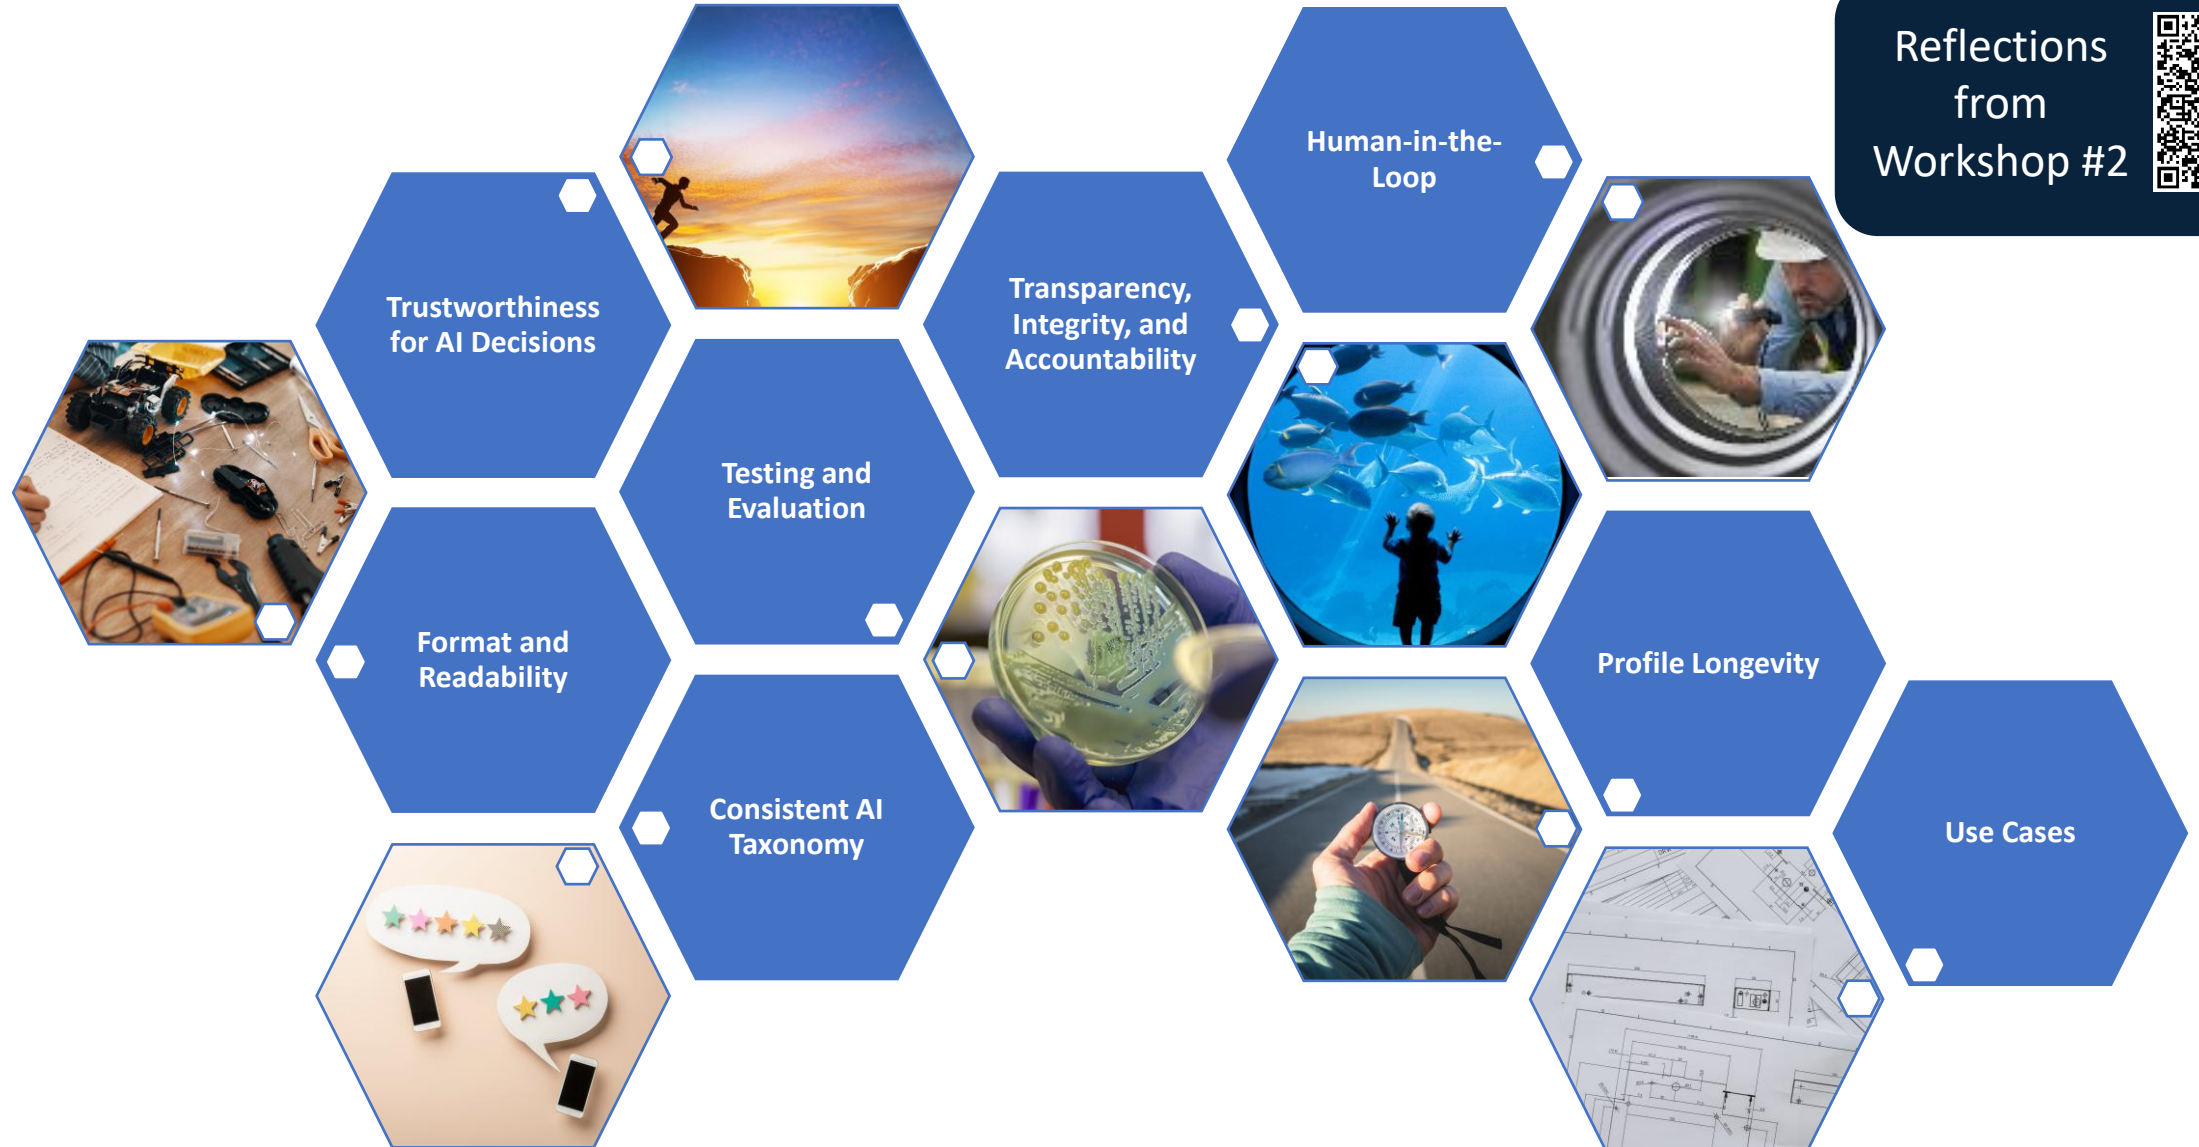 Reflections
from
Workshop #2
Human-in-the-
Loop
Trustworthiness
for AI Decisions
Transparency,
Integrity, and
Accountability
Testing and
Evaluation
Format and
Readability
Profile Longevity
Consistent AI
Taxonomy
Use Cases